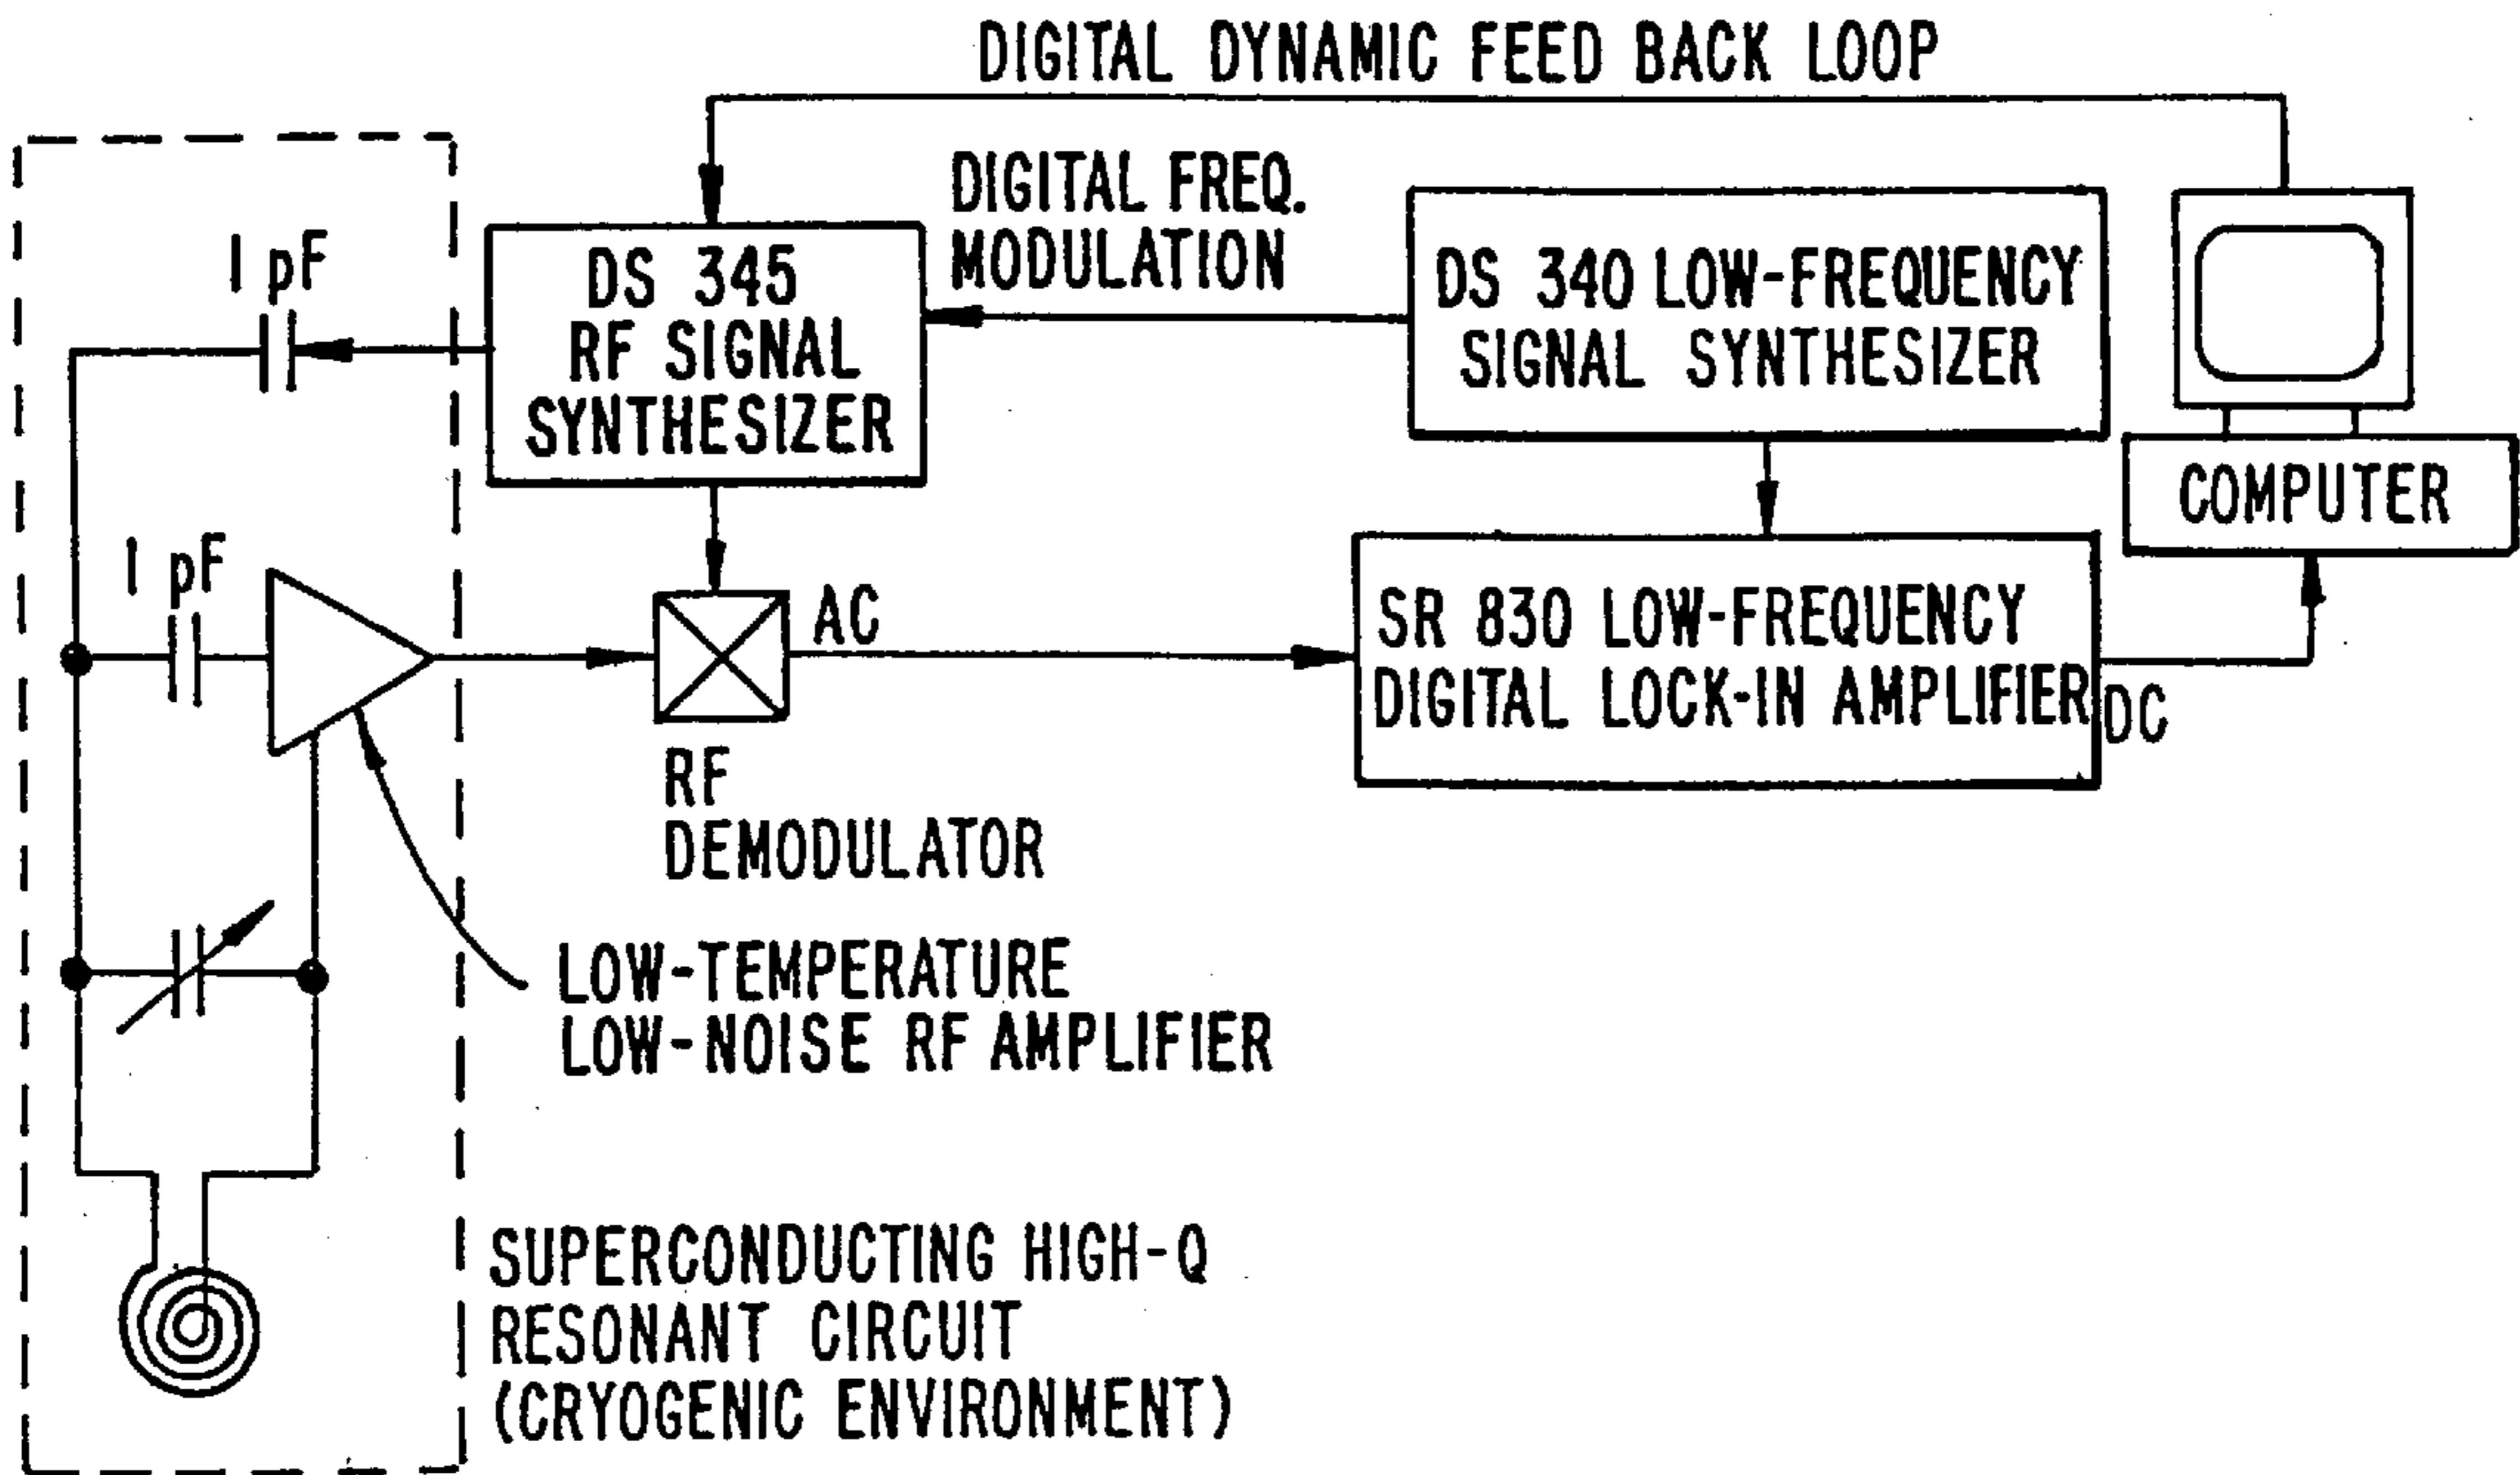 DIGITAL DYNAMIC FEED BACK LOOP
DIGITAL FREQ.
MODULATION
1 pF
DS 345
RF SIGNAL
SYNTHESIZER
DS 340 LOW-FREQUENCY
SIGNAL SYNTHESIZER
COMPUTER
1 pF
AC
SR 830 LOW-FREQUENCY
DIGITAL LOCK-IN AMPLIFIER
DC
RF
DEMODULATOR
LOW-TEMPERATURE
LOW-NOISE RF AMPLIFIER
SUPERCONDUCTING HIGH-Q
RESONANT CIRCUIT
(CRYOGENIC ENVIRONMENT)